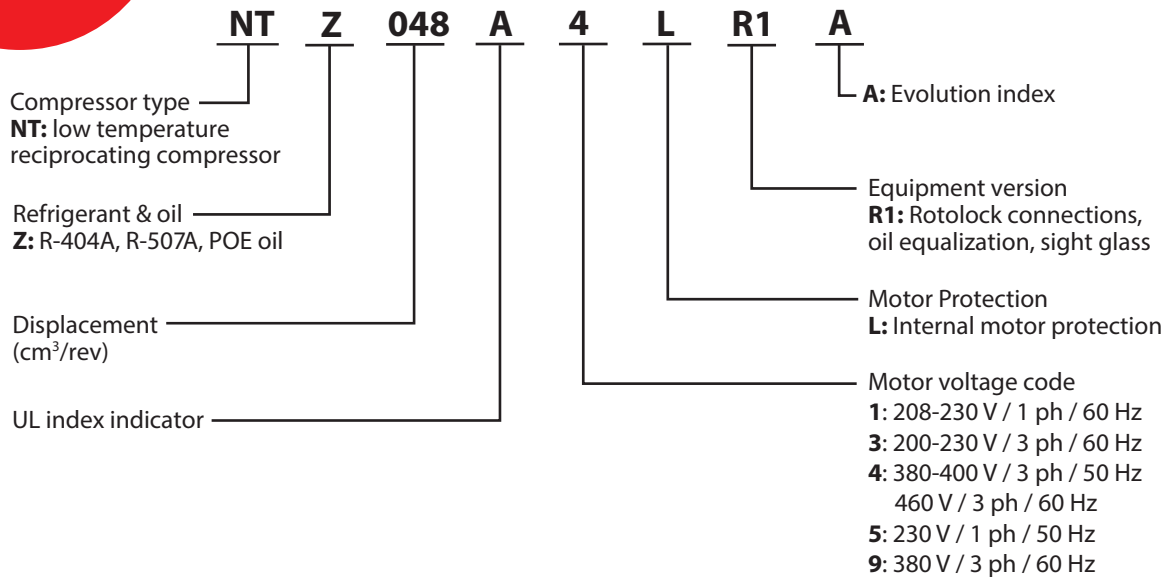 NT Z 048 A 4 L R1 A
Compressor type
NT: low temperature
reciprocating compressor
Refrigerant & oil
Z: R-404A, R-507A, POE oil
Displacement
(cm³/rev)
UL index indicator
A: Evolution index
Equipment version
R1: Rotolock connections,
oil equalization, sight glass
Motor Protection
L: Internal motor protection
Motor voltage code
1: 208-230 V / 1 ph / 60 Hz
3: 200-230 V / 3 ph / 60 Hz
4: 380-400 V / 3 ph / 50 Hz
460 V / 3 ph / 60 Hz
5: 230 V / 1 ph / 50 Hz
9: 380 V / 3 ph / 60 Hz